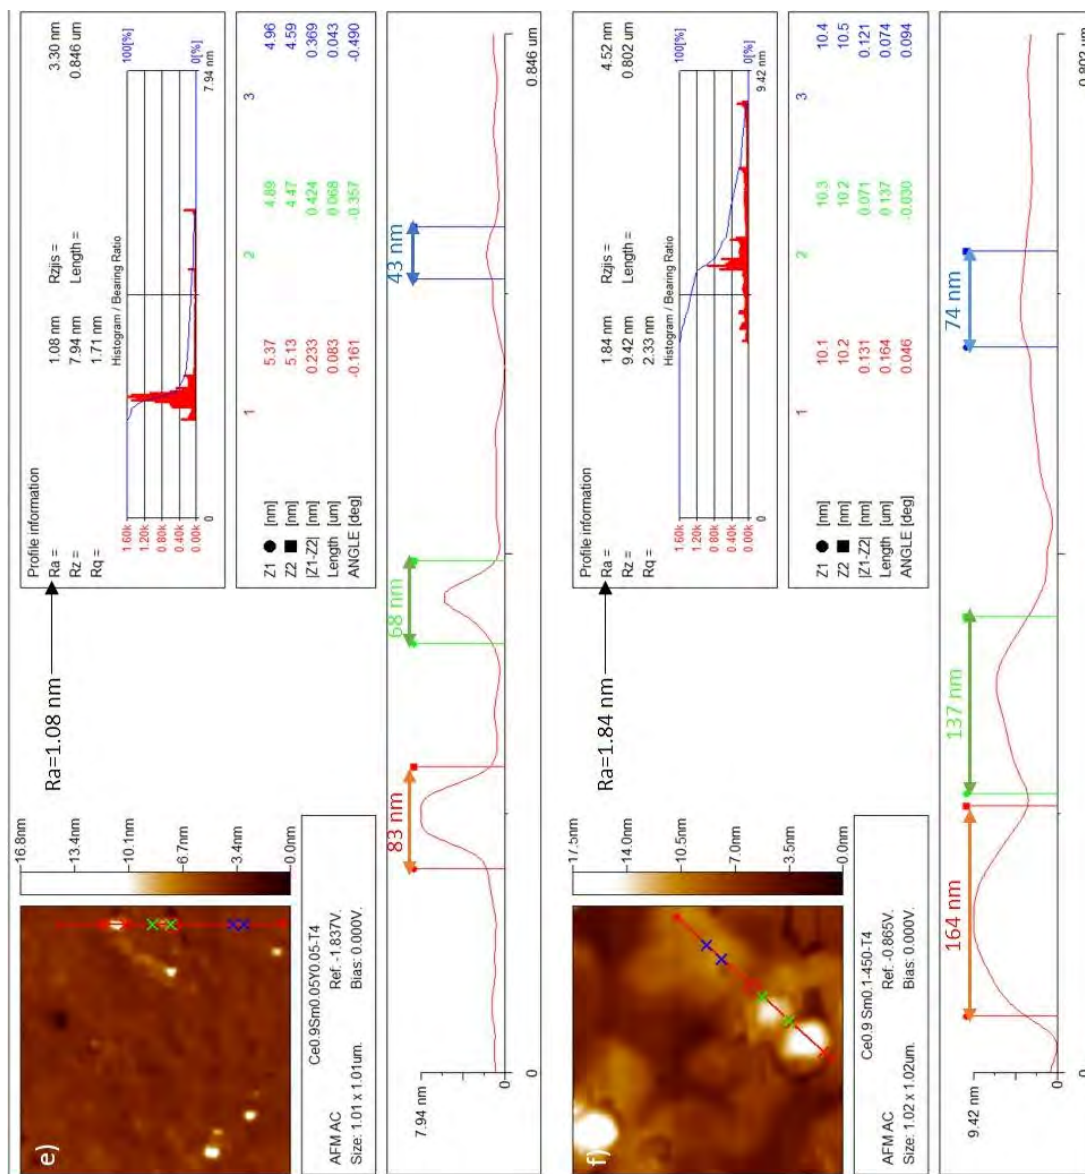 e)
-16.8nm
-13.4nm
-10.1nm
-6.7nm
-3.4nm
-0.0nm
Ce0.9Sm0.05Y0.05-T4
AFM AC Ref. -1.837V.
Size: 1.01 x 1.01um. Bias: 0.000V.
Ra=1.08 nm
Profile information
Ra = 1.08 nm Rzjis = 3.30 nm
Rz = 7.94 nm Length = 0.846 um
Rq = 1.71 nm
Histogram / Bearing Ratio
1.60k 100[%]
1.20k
0.80k
0.40k
0.00k 0[%]
0 7.94 nm
1 2 3
Z1 [nm] 5.37 4.89 4.96
Z2 [nm] 5.13 4.47 4.59
|Z1-Z2| [nm] 0.233 0.424 0.369
Length [um] 0.083 0.068 0.043
ANGLE [deg] -0.161 -0.357 -0.490
7.94 nm
83 nm
68 nm
43 nm
0
0 0.846 um
f)
-17.5nm
-14.0nm
-10.5nm
-7.0nm
-3.5nm
-0.0nm
Ce0.9 Sm0.1-450-T4
AFM AC Ref. -0.865V.
Size: 1.02 x 1.02um. Bias: 0.000V.
Ra=1.84 nm
Profile information
Ra = 1.84 nm Rzjis = 4.52 nm
Rz = 9.42 nm Length = 0.802 um
Rq = 2.33 nm
Histogram / Bearing Ratio
1.60k 100[%]
1.20k
0.80k
0.40k
0.00k 0[%]
0 9.42 nm
1 2 3
Z1 [nm] 10.1 10.3 10.4
Z2 [nm] 10.2 10.2 10.5
|Z1-Z2| [nm] 0.131 0.071 0.121
Length [um] 0.164 0.137 0.074
ANGLE [deg] 0.046 -0.030 0.094
9.42 nm
164 nm
137 nm
74 nm
0
0 0.802 um